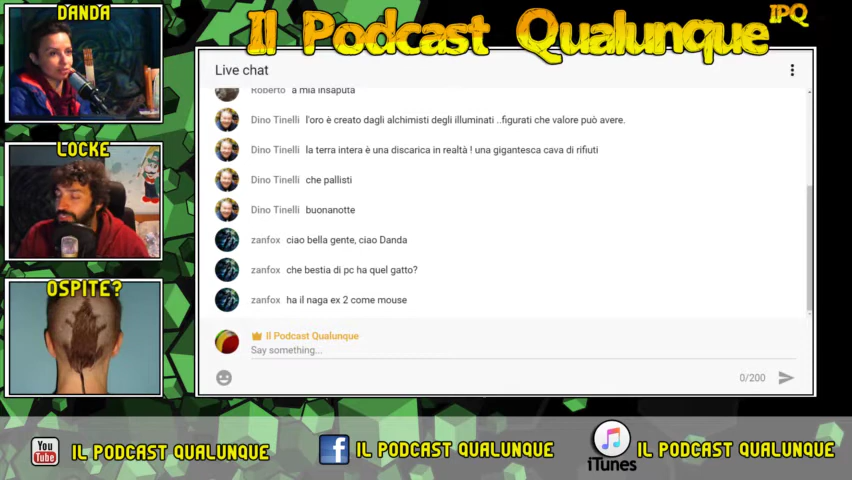 DANDA
Il Podcast Qualunque IPQ
Live chat
LOCKE
OSPITE?
Roberto a mia insaputa
Dino Tinelli l'oro è creato dagli alchimisti degli illuminati ..figurati che valore può avere.
Dino Tinelli la terra intera è una discarica in realtà ! una gigantesca cava di rifiuti
Dino Tinelli che pallisti
Dino Tinelli buonanotte
zanfox ciao bella gente, ciao Danda
zanfox che bestia di pc ha quel gatto?
zanfox ha il naga ex 2 come mouse
Il Podcast Qualunque
Say something...
0/200
You Tube IL PODCAST QUALUNQUE
f IL PODCAST QUALUNQUE
iTunes IL PODCAST QUALUNQUE